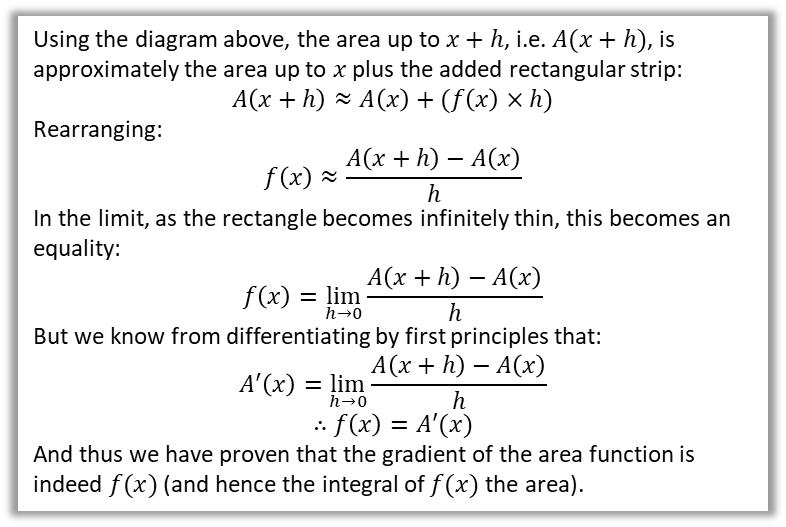 Using the diagram above, the area up to x + h, i.e. A(x + h), is
approximately the area up to x plus the added rectangular strip:
A(x + h) ≈ A(x) + (f(x) × h)
Rearranging:
f(x) ≈ \frac{A(x + h) − A(x)}{h}
In the limit, as the rectangle becomes infinitely thin, this becomes an
equality:
f(x) = \lim_{h→0} \frac{A(x + h) − A(x)}{h}
But we know from differentiating by first principles that:
A′(x) = \lim_{h→0} \frac{A(x + h) − A(x)}{h}
∴ f(x) = A′(x)
And thus we have proven that the gradient of the area function is
indeed f(x) (and hence the integral of f(x) the area).